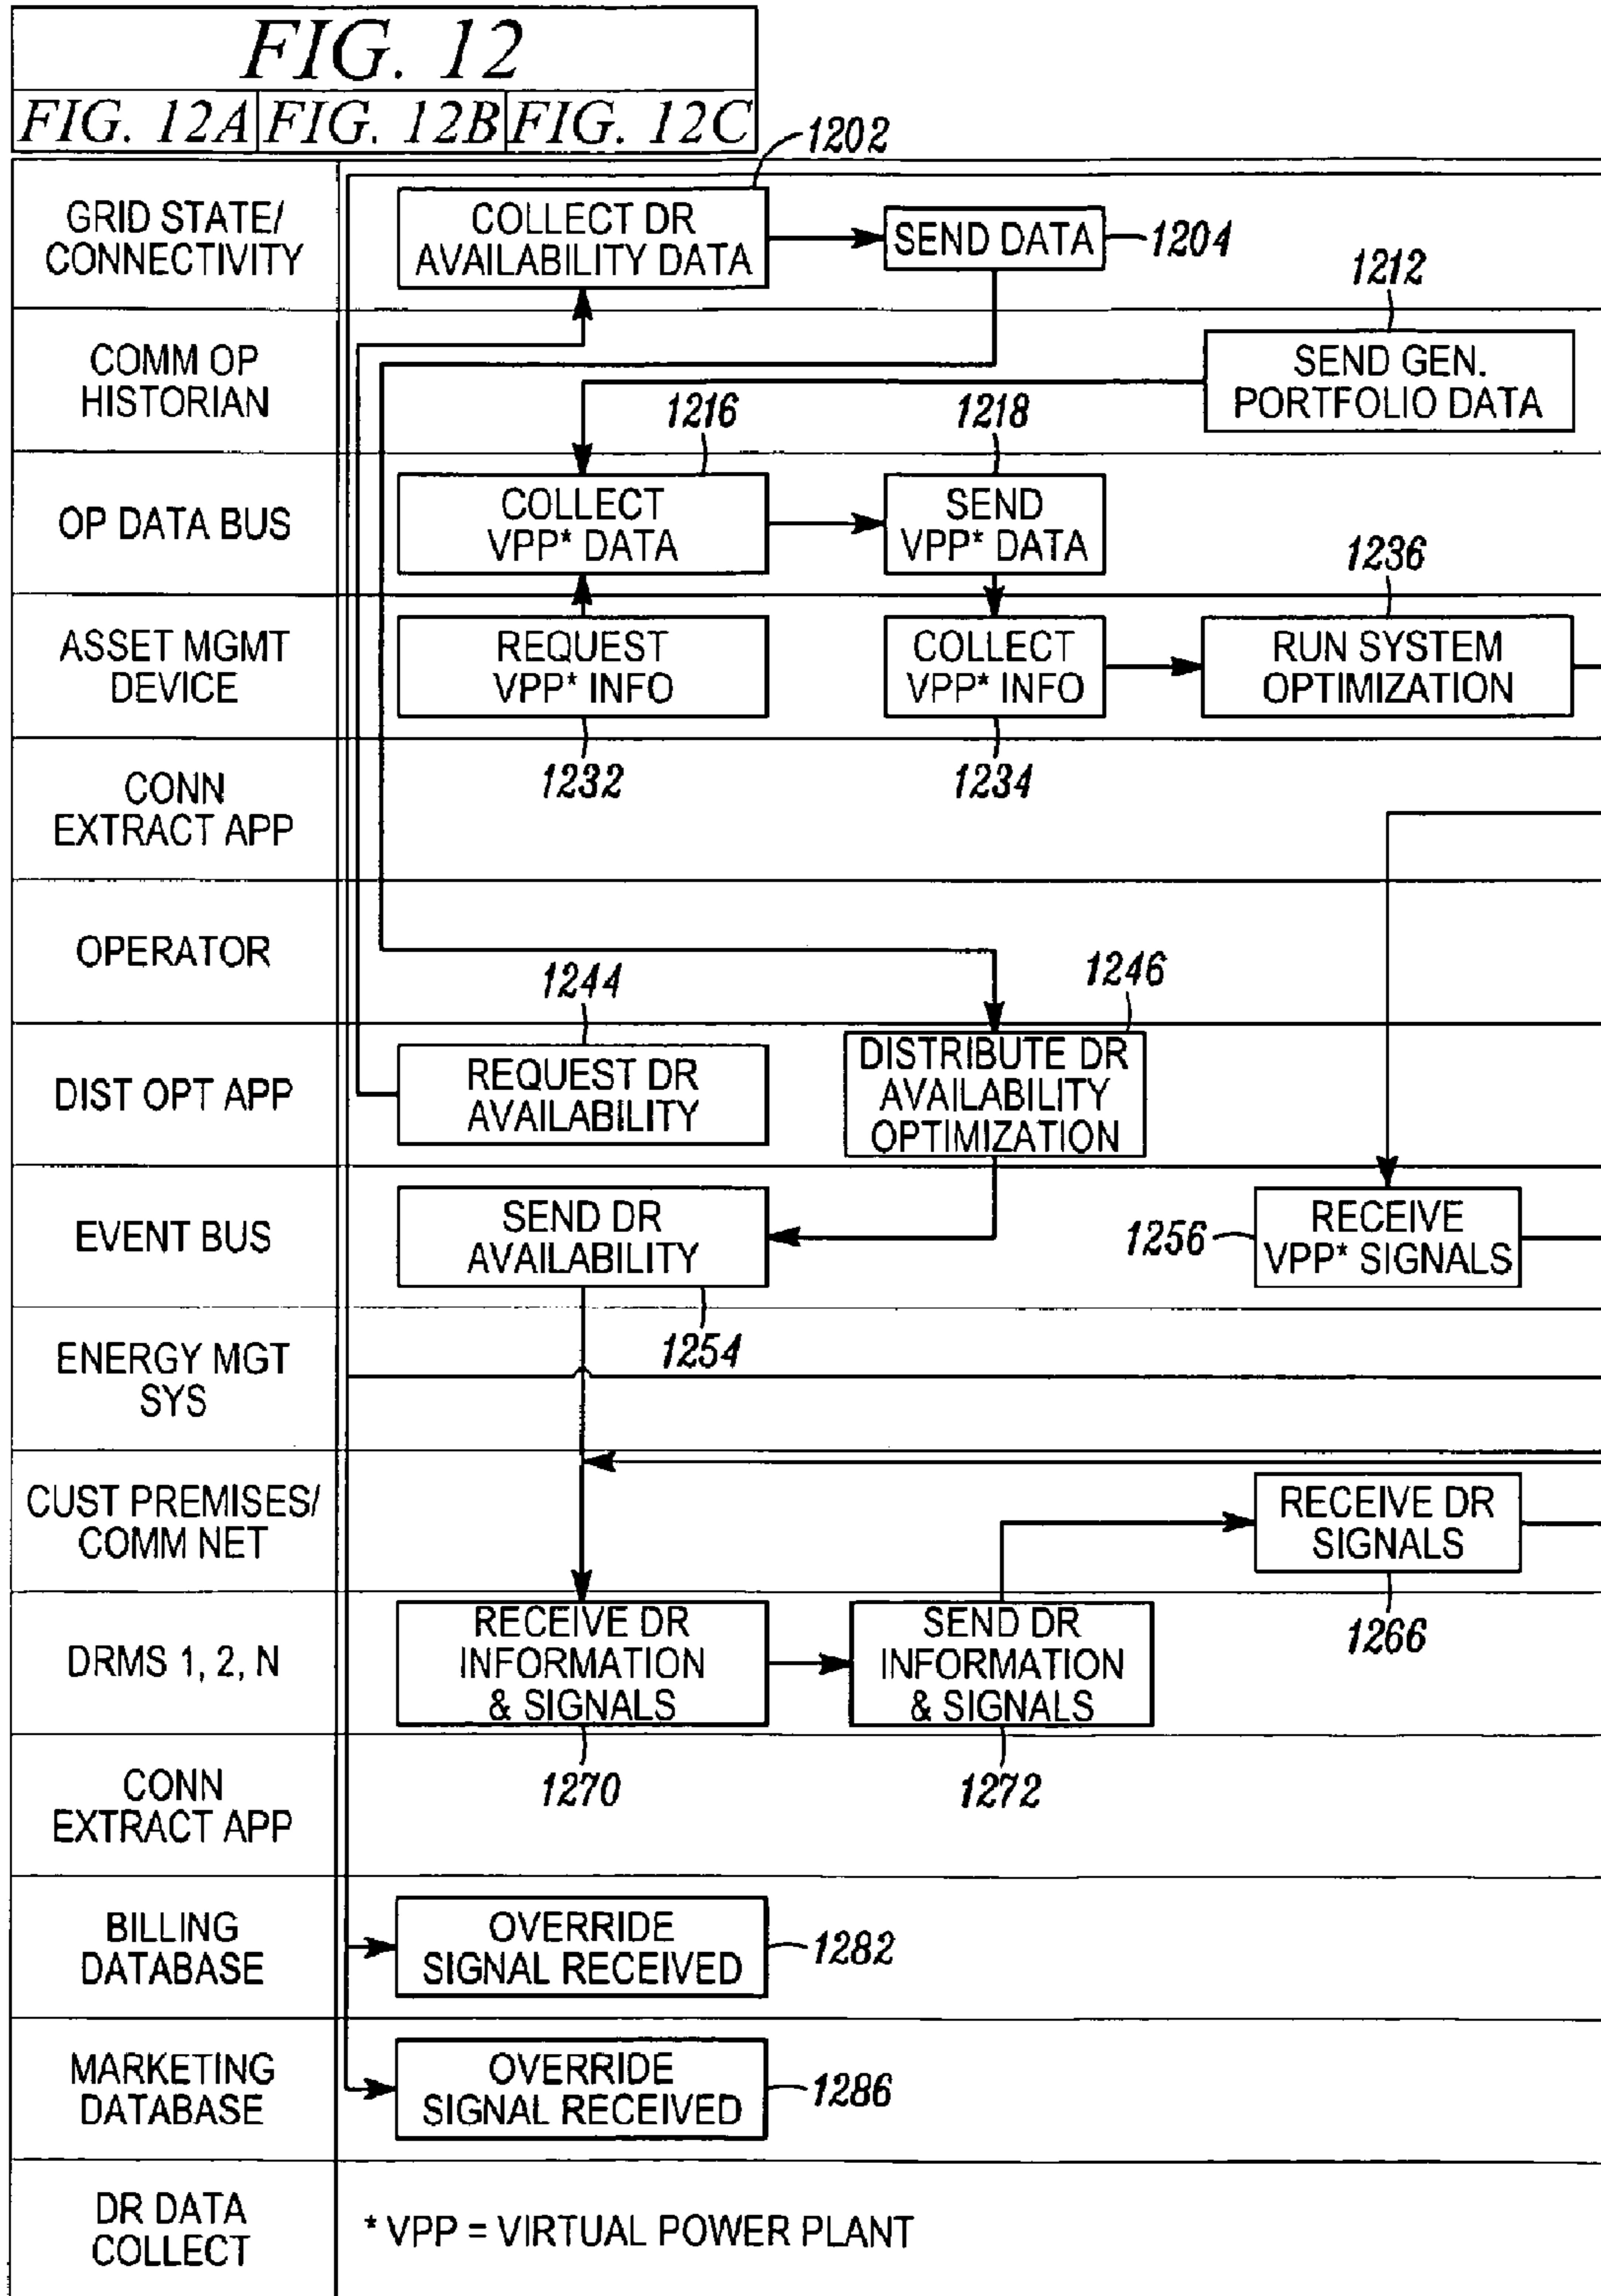 FIG. 12
FIG. 12A FIG. 12B FIG. 12C
1202
GRID STATE/
CONNECTIVITY
COLLECT DR
AVAILABILITY DATA
SEND DATA
1204
1212
COMM OP
HISTORIAN
SEND GEN.
PORTFOLIO DATA
1216
1218
OP DATA BUS
COLLECT
VPP* DATA
SEND
VPP* DATA
1236
ASSET MGMT
DEVICE
REQUEST
VPP* INFO
COLLECT
VPP* INFO
RUN SYSTEM
OPTIMIZATION
1232
1234
CONN
EXTRACT APP
OPERATOR
1244
1246
DIST OPT APP
REQUEST DR
AVAILABILITY
DISTRIBUTE DR
AVAILABILITY
OPTIMIZATION
EVENT BUS
SEND DR
AVAILABILITY
1256
RECEIVE
VPP* SIGNALS
1254
ENERGY MGT
SYS
CUST PREMISES/
COMM NET
RECEIVE DR
SIGNALS
1266
DRMS 1, 2, N
RECEIVE DR
INFORMATION
& SIGNALS
SEND DR
INFORMATION
& SIGNALS
1270
1272
CONN
EXTRACT APP
BILLING
DATABASE
OVERRIDE
SIGNAL RECEIVED
1282
MARKETING
DATABASE
OVERRIDE
SIGNAL RECEIVED
1286
DR DATA
COLLECT
* VPP = VIRTUAL POWER PLANT